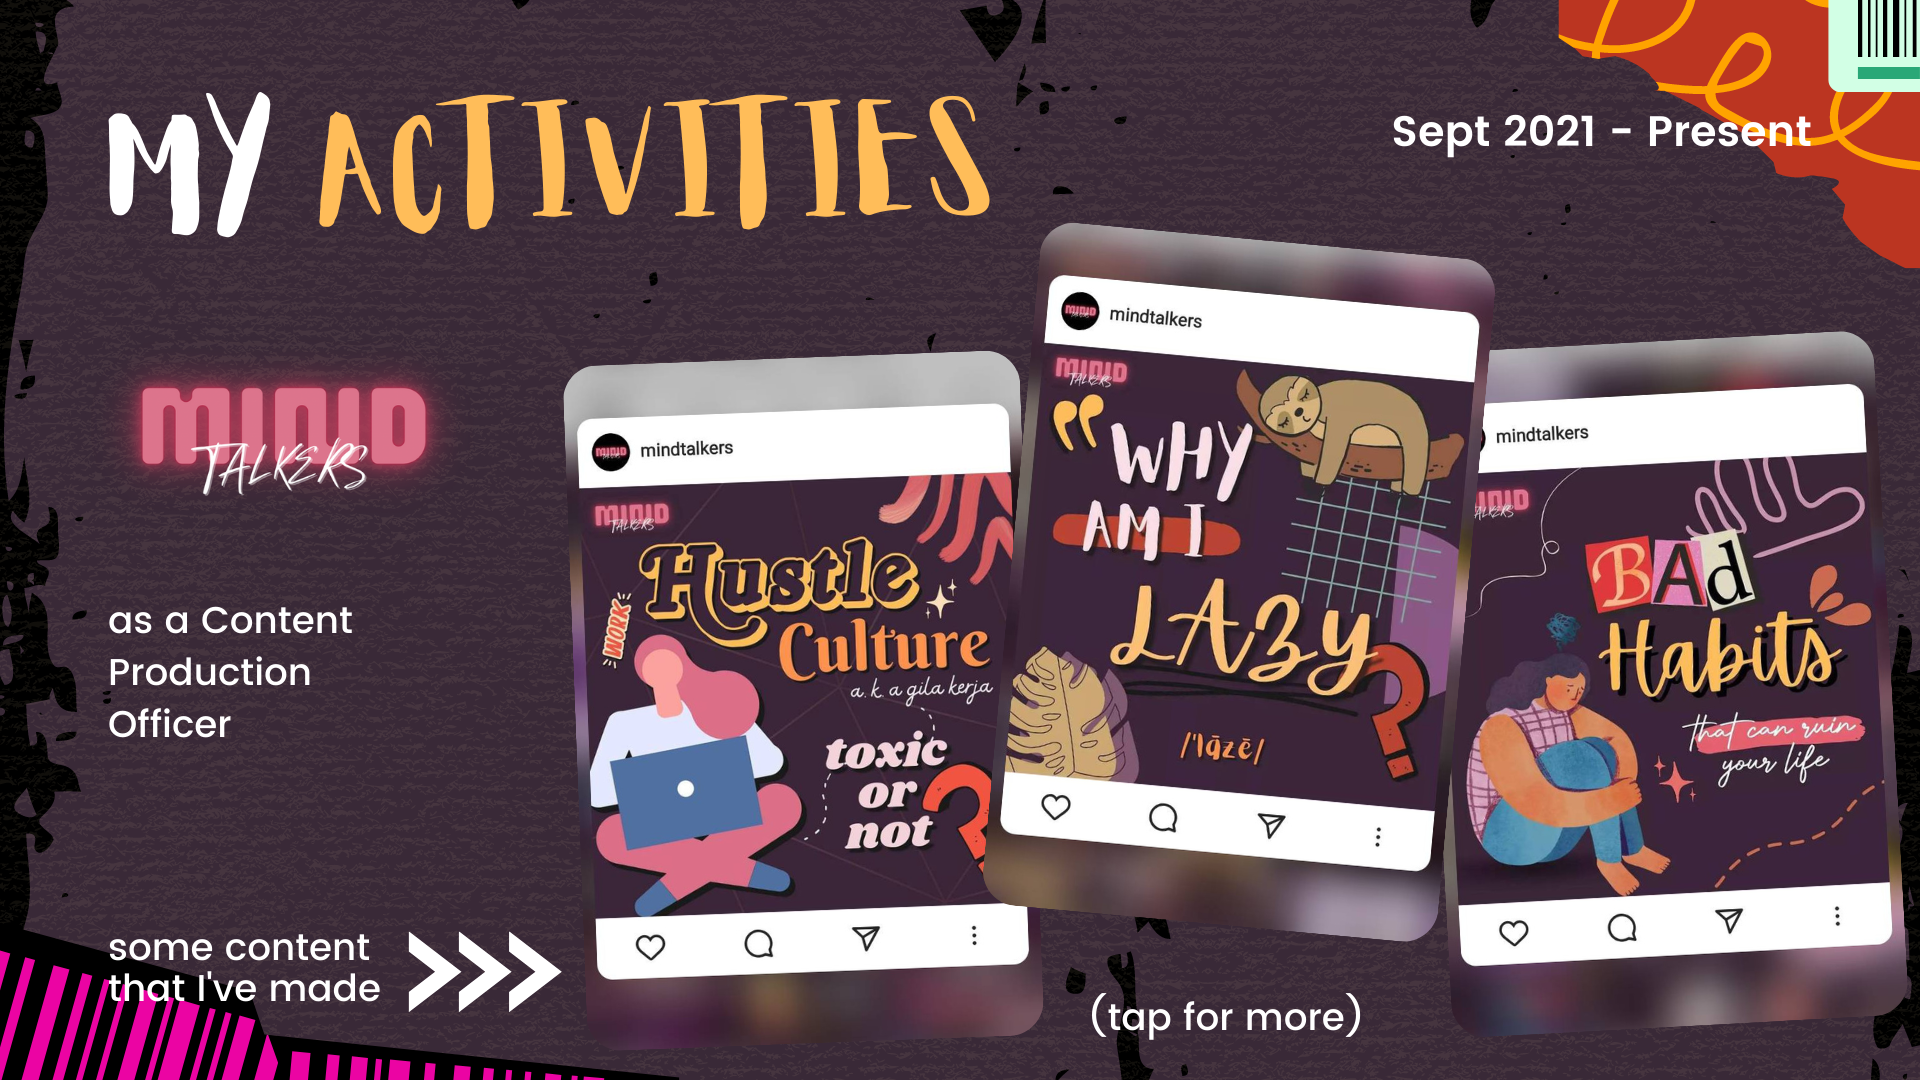 MY ACTIVITIES
Sept 2021 - Present
MIND
TALKERS
as a Content
Production
Officer
some content
that I've made
mindtalkers
MIND
TALKERS
Hustle
Culture
a. k. a gila kerja
WORK
toxic
or
not
?
mindtalkers
MIND
TALKERS
“ WHY
AM I
LAZy
?
/'lāzē/
mindtalkers
MIND
TALKERS
BAd
Habits
that can ruin
your life
(tap for more)